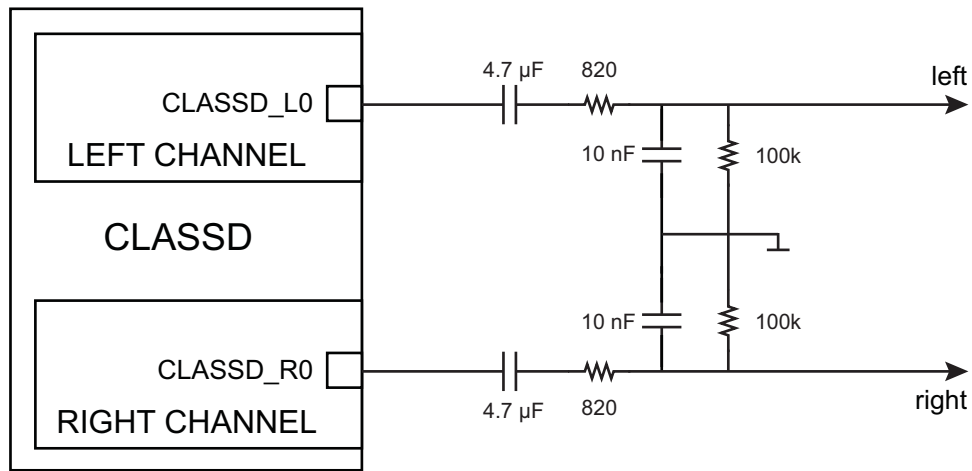 4.7 µF
820
left
CLASSD_L0
LEFT CHANNEL
10 nF
100k
CLASSD
10 nF
100k
CLASSD_R0
RIGHT CHANNEL
4.7 µF
820
right